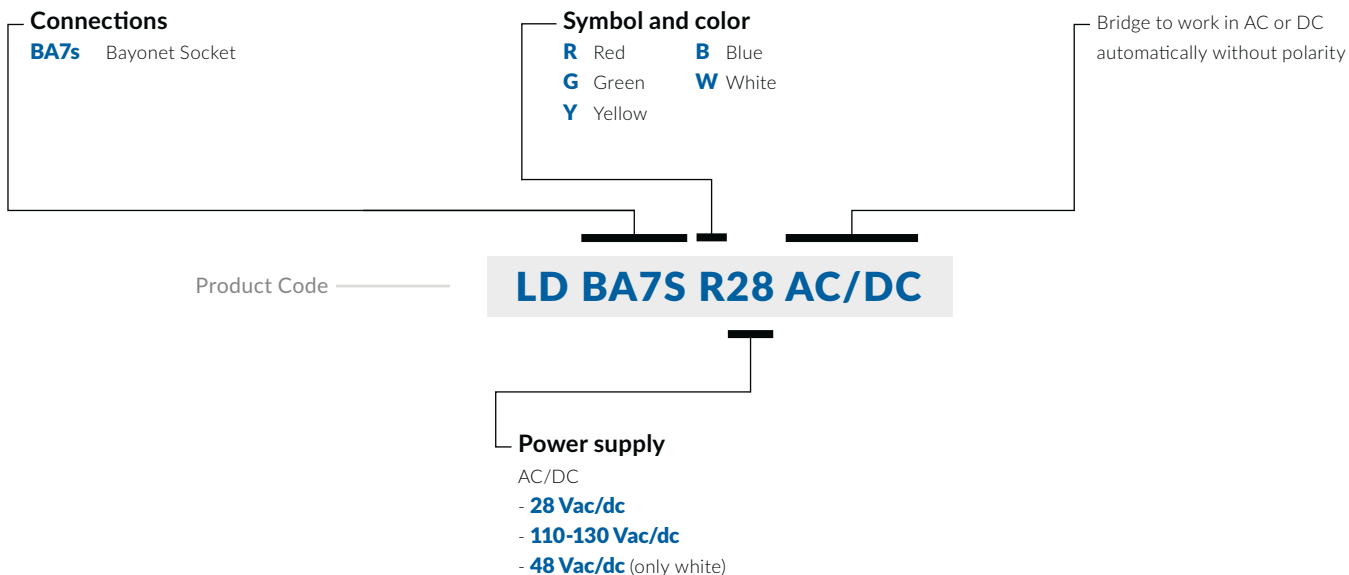 Connections
BA7s Bayonet Socket
Symbol and color
R Red B Blue
G Green W White
Y Yellow
Bridge to work in AC or DC
automatically without polarity
Product Code
LD BA7S R28 AC/DC
Power supply
AC/DC
- 28 Vac/dc
- 110-130 Vac/dc
- 48 Vac/dc (only white)